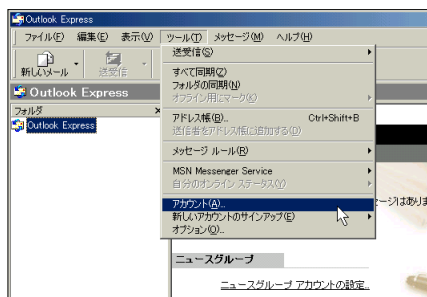 Outlook Express
ファイル(F) 編集(E) 表示(V) ツール(T) メッセージ(M) ヘルプ(H)
新しいメール 送受信
送受信(S)
すべて同期(Z)
フォルダの同期(N)
オフライン用にマーク(K)
アドレス帳(B)... Ctrl+Shift+B
送信者をアドレス帳に追加する(D)
メッセージ ルール(R)
MSN Messenger Service
自分のオンライン ステータス(Y)
アカウント(A)...
新しいアカウントのサインアップ(E)
オプション(O)...
Outlook Express
フォルダ ×
Outlook Express
ージはありま
ニュースグループ
ニュースグループ アカウントの設定...